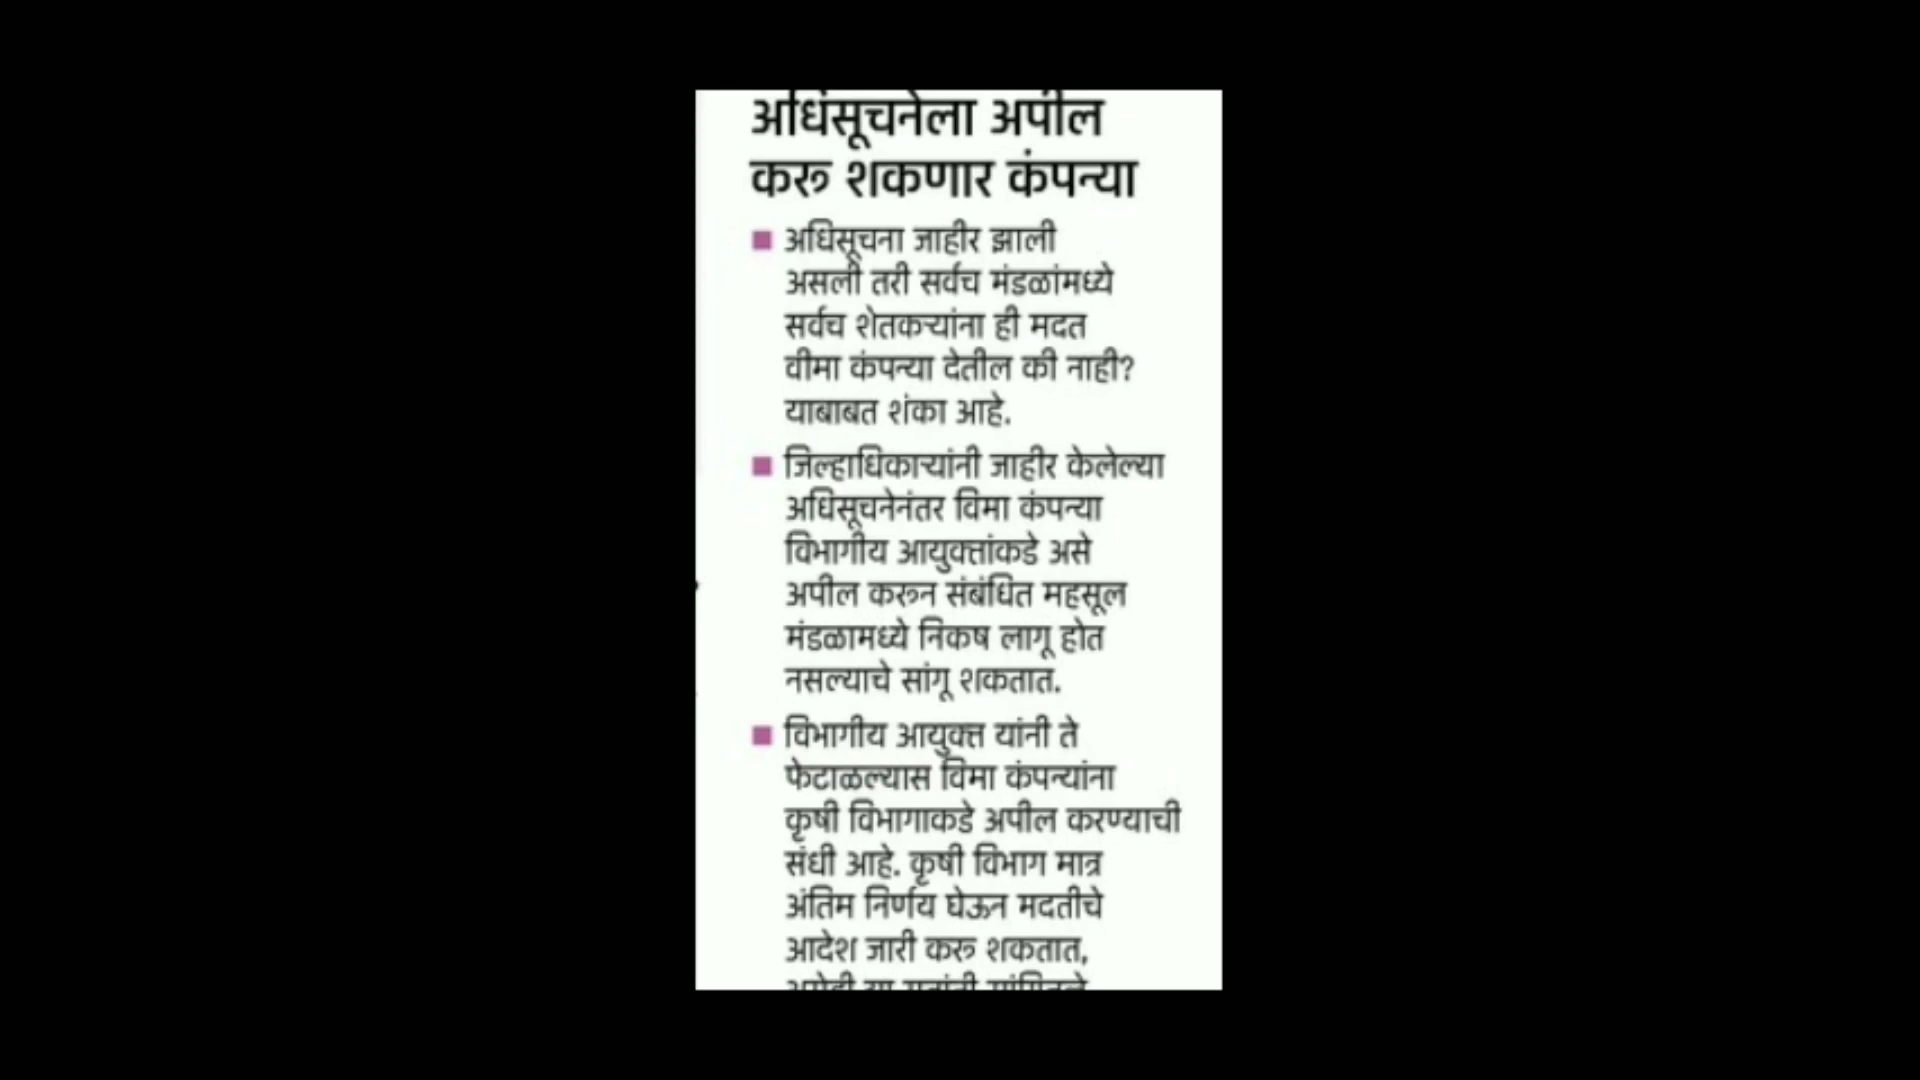 अधिसूचनेला अपील
करू शकणार कंपन्या
अधिसूचना जाहीर झाली
असली तरी सर्वच मंडळांमध्ये
सर्वच शेतकऱ्यांना ही मदत
वीमा कंपन्या देतील की नाही?
याबाबत शंका आहे.
जिल्हाधिकाऱ्यांनी जाहीर केलेल्या
अधिसूचनेनंतर विमा कंपन्या
विभागीय आयुक्तांकडे असे
अपील करून संबंधित महसूल
मंडळामध्ये निकष लागू होत
नसल्याचे सांगू शकतात.
विभागीय आयुक्त यांनी ते
फेटाळल्यास विमा कंपन्यांना
कृषी विभागाकडे अपील करण्याची
संधी आहे. कृषी विभाग मात्र
अंतिम निर्णय घेऊन मदतीचे
आदेश जारी करू शकतात,